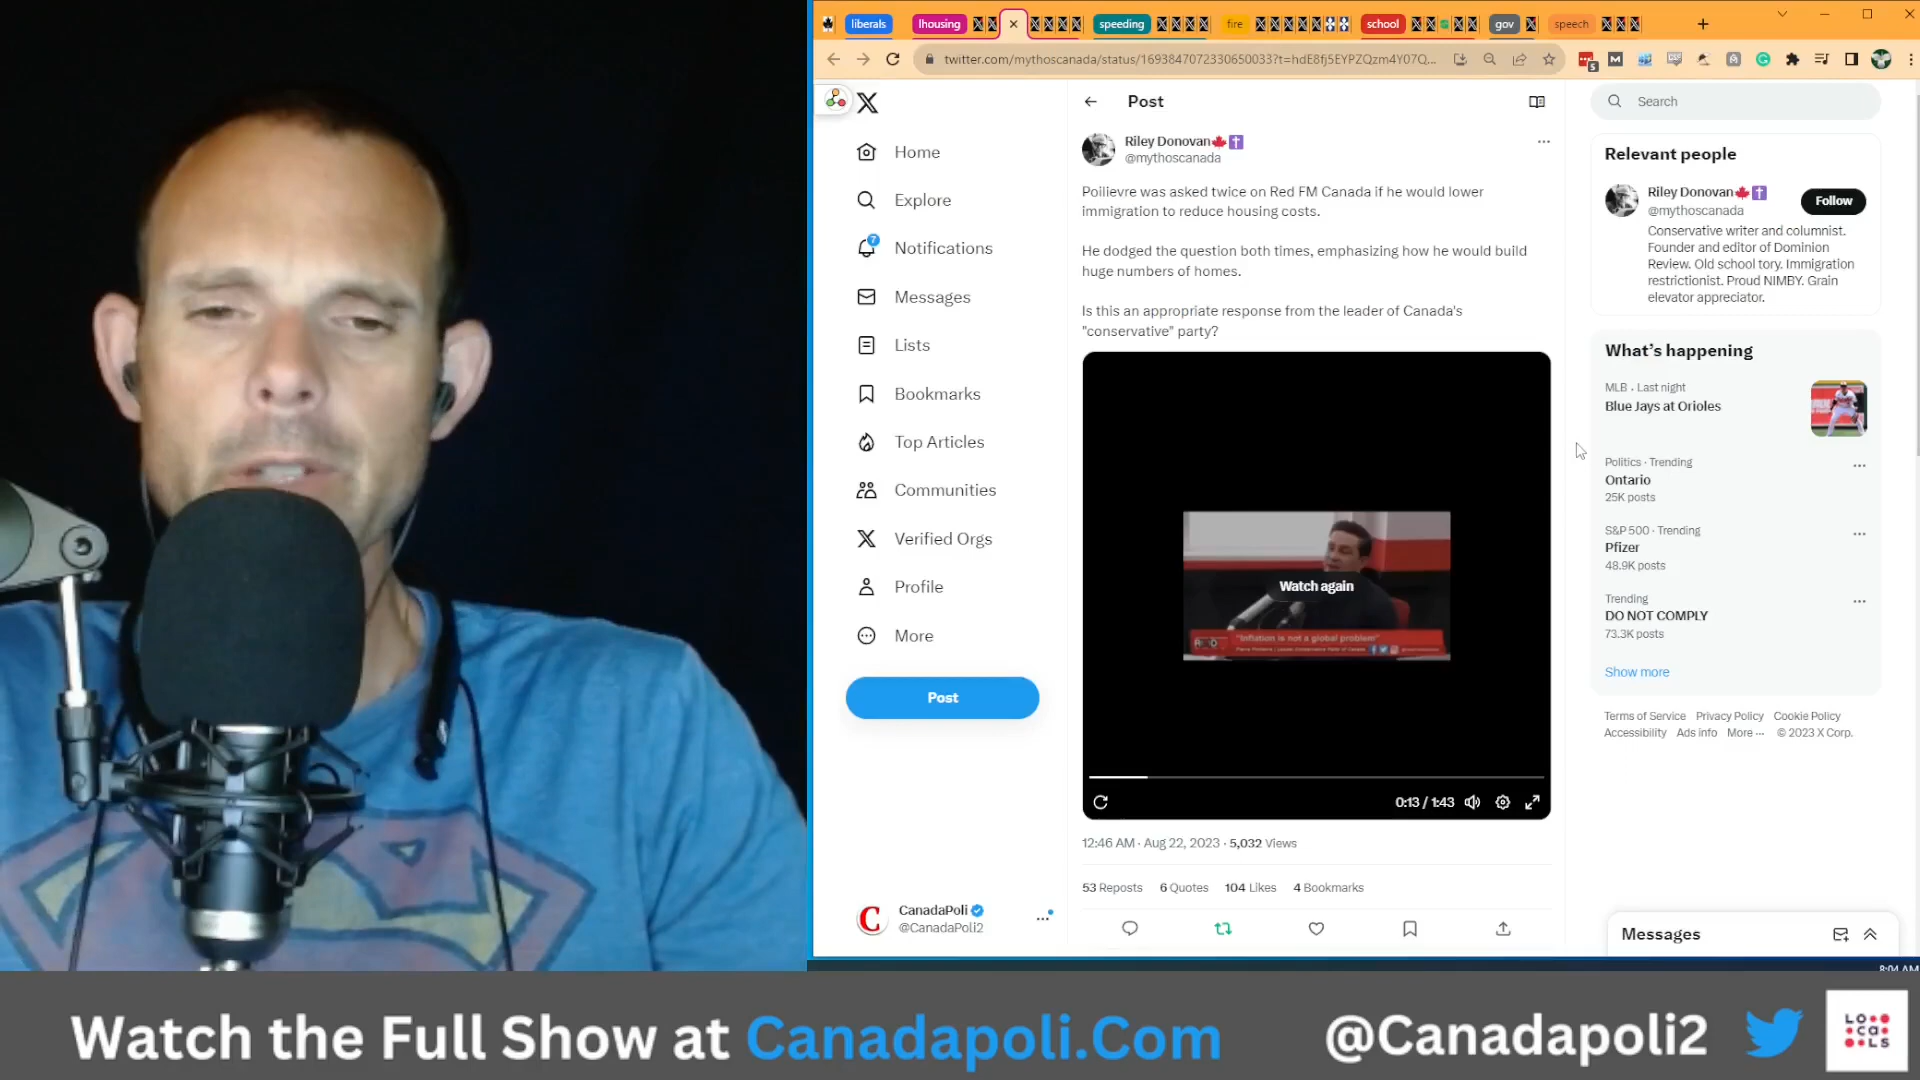 liberals
lhousing
speeding
fire
school
gov
speech
twitter.com/mythoscanada/status/1693847072330650033?t=hdE8fj5EYPZQzm4Y07Q...
5
Home
Explore
7
Notifications
Messages
Lists
Bookmarks
Top Articles
Communities
Verified Orgs
Profile
More
Post
CanadaPoli
@CanadaPoli2
Post
Riley Donovan
@mythoscanada
Poilievre was asked twice on Red FM Canada if he would lower
immigration to reduce housing costs.
He dodged the question both times, emphasizing how he would build
huge numbers of homes.
Is this an appropriate response from the leader of Canada's
"conservative" party?
Watch again
"Inflation is not a global problem"
0:13 / 1:43
12:46 AM · Aug 22, 2023 · 5,032 Views
53 Reposts 6 Quotes 104 Likes 4 Bookmarks
Search
Relevant people
Riley Donovan
@mythoscanada
Follow
Conservative writer and columnist.
Founder and editor of Dominion
Review. Old school tory. Immigration
restrictionist. Proud NIMBY. Grain
elevator appreciator.
What's happening
MLB · Last night
Blue Jays at Orioles
Politics · Trending
Ontario
25K posts
S&P 500 · Trending
Pfizer
48.9K posts
Trending
DO NOT COMPLY
73.3K posts
Show more
Terms of Service Privacy Policy Cookie Policy
Accessibility Ads info More ··· © 2023 X Corp.
Messages
8:04 AM
Watch the Full Show at Canadapoli.Com
@Canadapoli2
LO
ca
LS